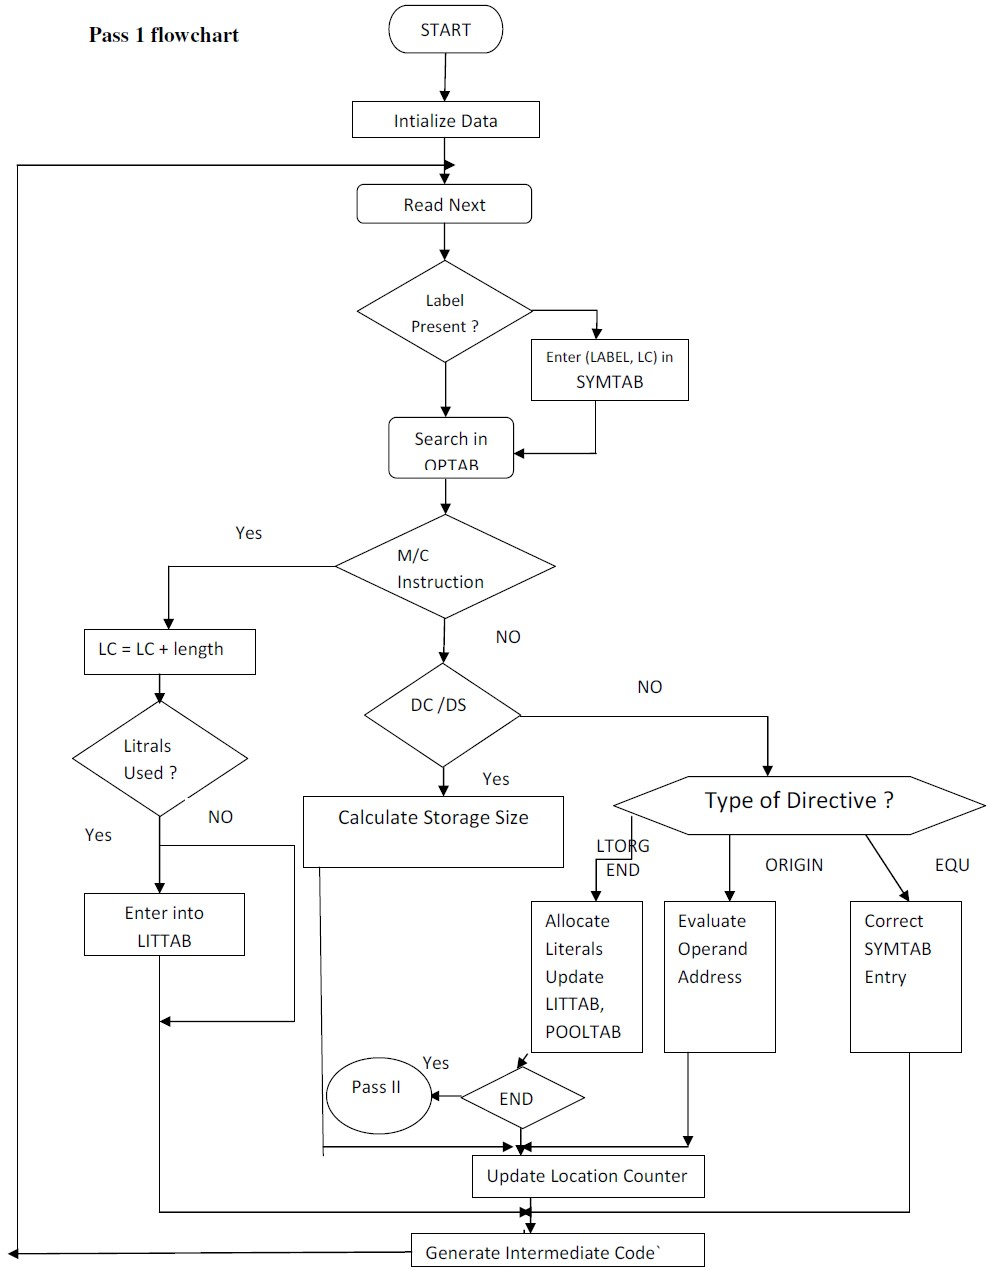 Pass 1 flowchart
START
Intialize Data
Read Next
Label
Present ?
Enter (LABEL, LC) in
SYMTAB
Search in
OPTAB
Yes
M/C
Instruction
NO
LC = LC + length
DC /DS
NO
Litrals
Used ?
Yes
Type of Directive ?
NO
Yes
Calculate Storage Size
LTORG
END
ORIGIN
EQU
Enter into
LITTAB
Allocate
Literals
Update
LITTAB,
POOLTAB
Evaluate
Operand
Address
Correct
SYMTAB
Entry
Yes
Pass II
END
Update Location Counter
Generate Intermediate Code`